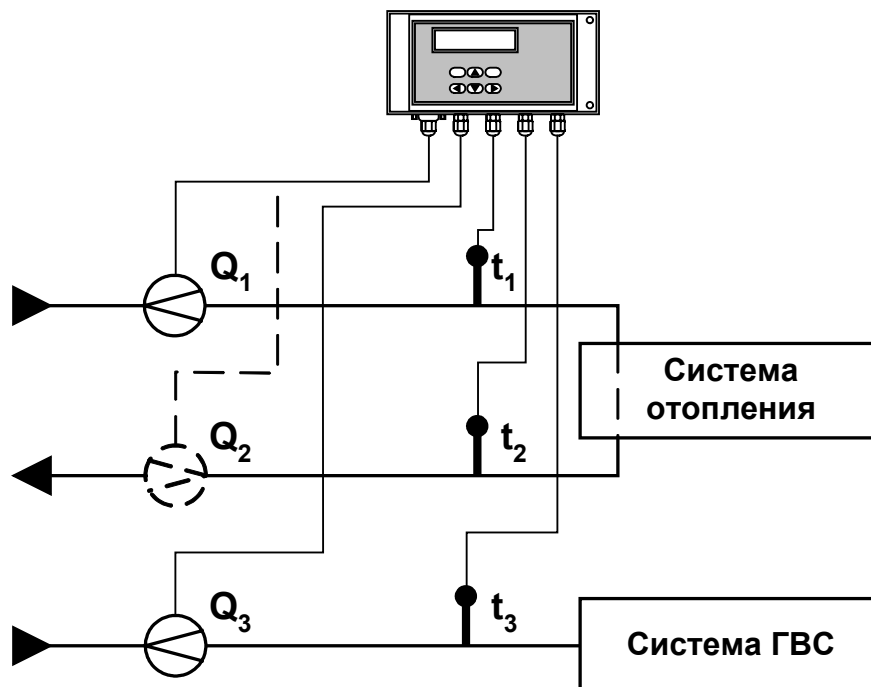 Q1
t1
Система
отопления
Q2
t2
Q3
t3
Система ГВС